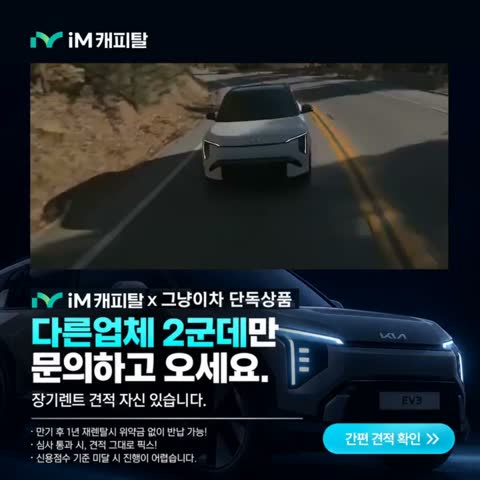 iM캐피탈
iM캐피탈 x 그냥이차 단독상품
다른업체 2군데만
문의하고 오세요.
장기렌트 견적 자신 있습니다.
· 만기 후 1년 재렌탈시 위약금 없이 반납 가능!
· 심사 통과 시, 견적 그대로 픽스!
· 신용점수 기준 미달 시 진행이 어렵습니다.
간편 견적 확인 »
KIA
EV3